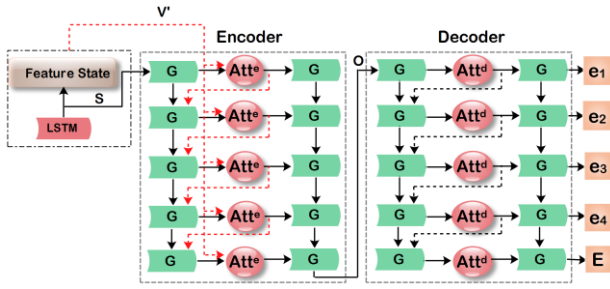 V'
Encoder
Decoder
Feature State
S
LSTM
O
G Attᵉ G G Attᵈ G e₁
G Attᵉ G G Attᵈ G e₂
G Attᵉ G G Attᵈ G e₃
G Attᵉ G G Attᵈ G e₄
G Attᵉ G G Attᵈ G E